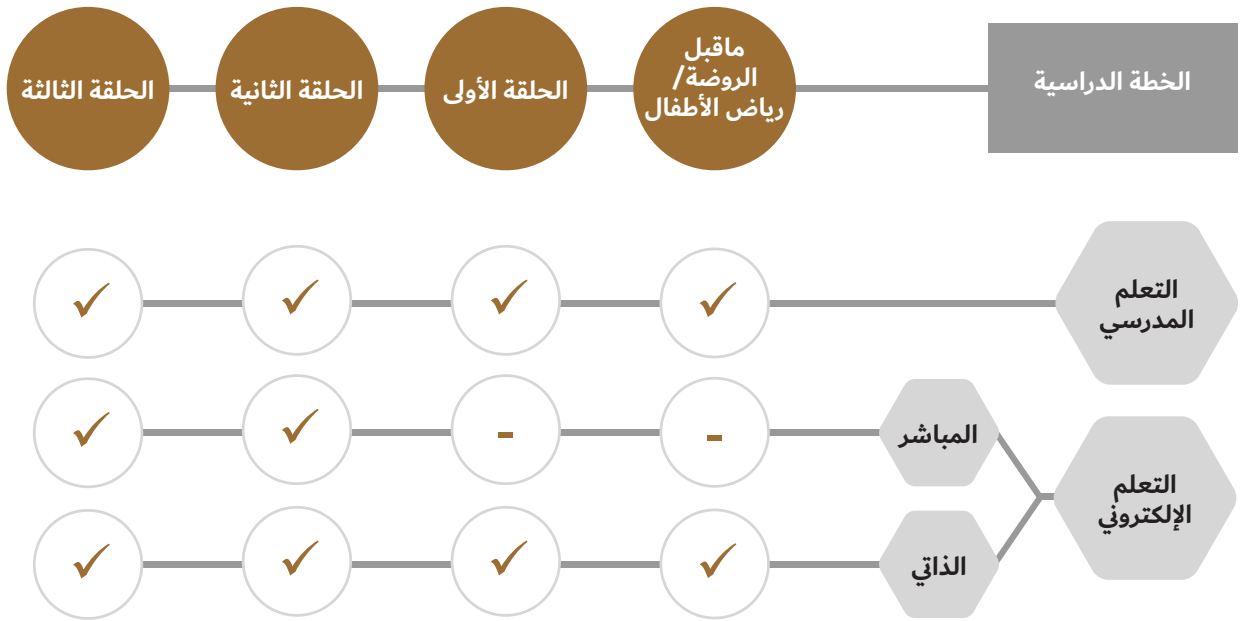 الخطة الدراسية
ماقبل
الروضة/
رياض الأطفال
الحلقة الأولى
الحلقة الثانية
الحلقة الثالثة
التعلم
المدرسي
✓
✓
✓
✓
التعلم
الإلكتروني
المباشر
-
-
✓
✓
الذاتي
✓
✓
✓
✓